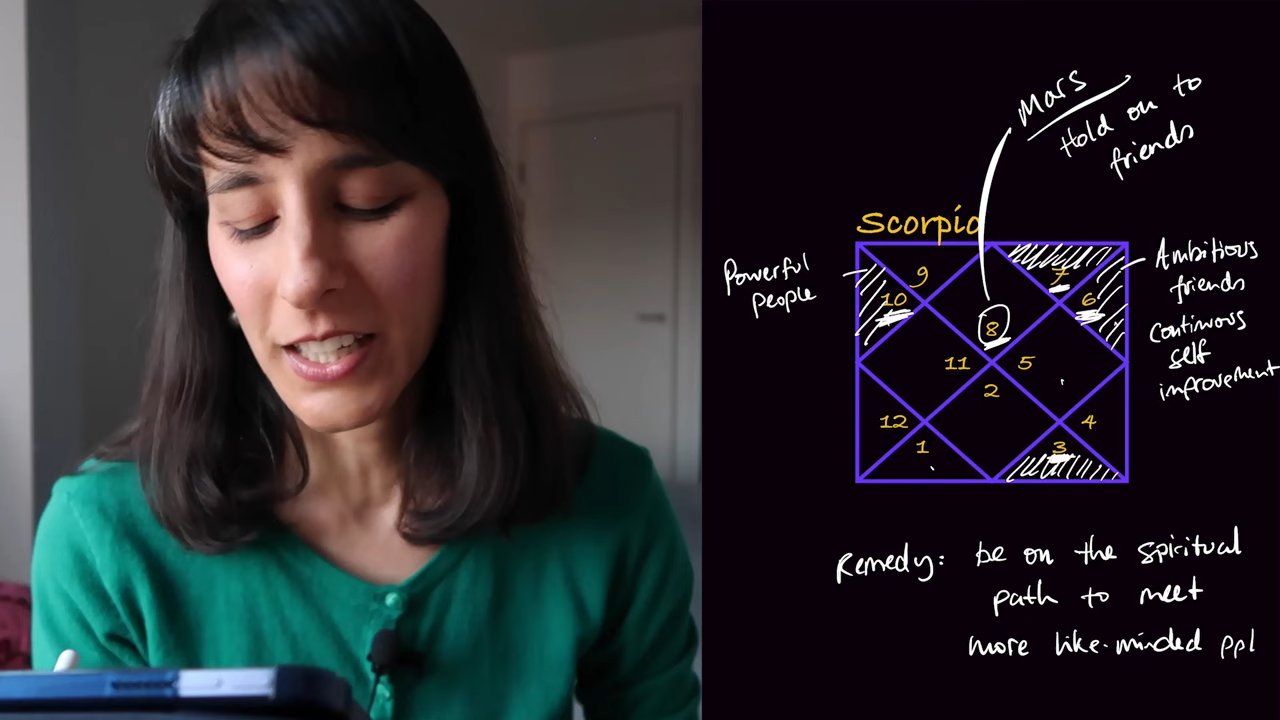 Mars
Hold on to
friends
Scorpio
Powerful
people
Ambitious
friends
continuous
self
improvement
9
7
10
6
8
11
5
2
12
4
1
3
Remedy: be on the spiritual
path to meet
more like-minded ppl